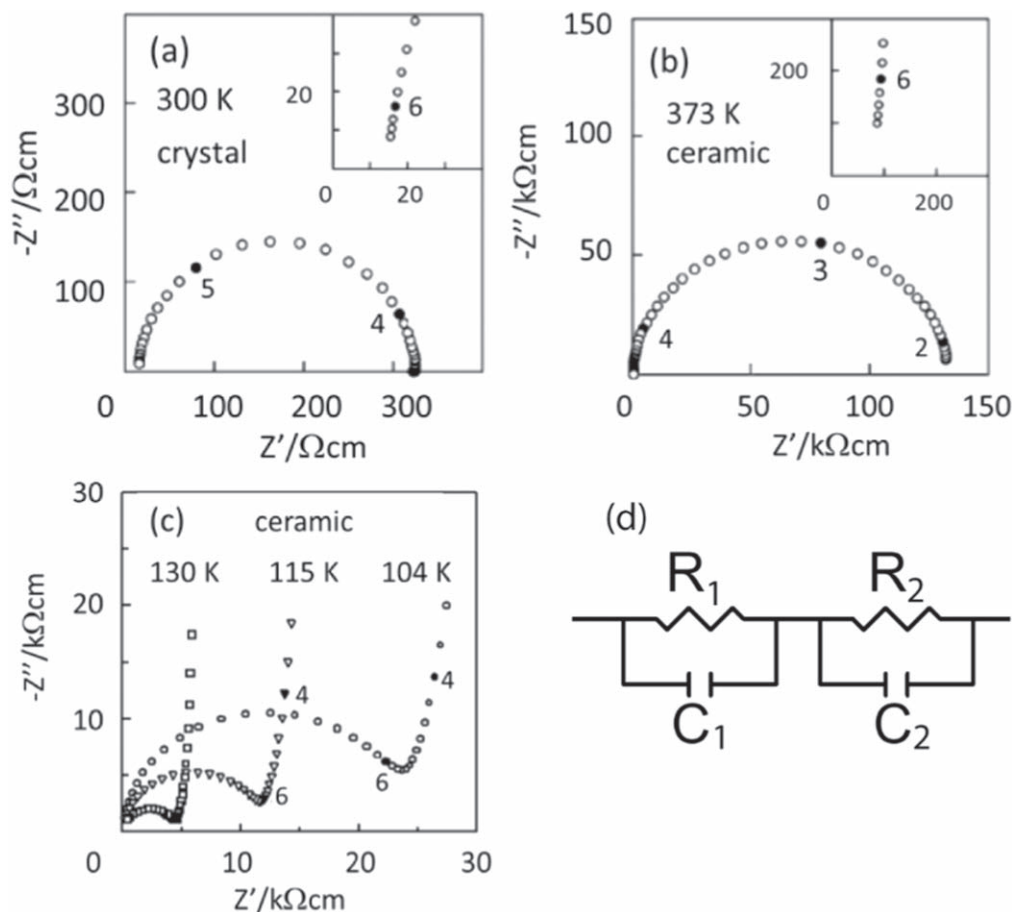 (a)
300 K
crystal
-Z''/Ωcm
300
200
100
0
100
200
300
Z'/Ωcm
20
0
20
6
5
4
(b)
373 K
ceramic
-Z''/kΩcm
150
100
50
0
50
100
150
Z'/kΩcm
200
0
200
6
3
4
2
(c)
ceramic
130 K
115 K
104 K
-Z''/kΩcm
30
20
10
0
10
20
30
Z'/kΩcm
4
4
6
6
(d)
R1
R2
C1
C2